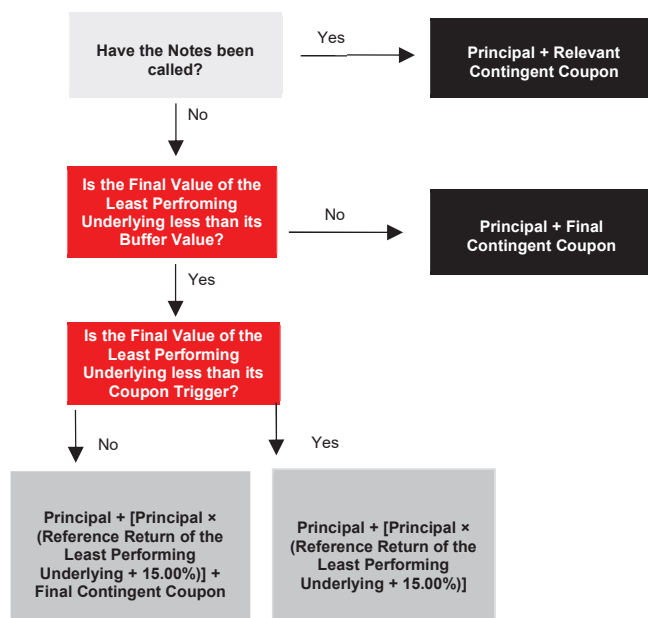 Have the Notes been
called?
Yes
Principal + Relevant
Contingent Coupon
No
Is the Final Value of the
Least Perfroming
Underlying less than its
Buffer Value?
No
Principal + Final
Contingent Coupon
Yes
Is the Final Value of the
Least Performing
Underlying less than its
Coupon Trigger?
No
Yes
Principal + [Principal ×
(Reference Return of the
Least Performing
Underlying + 15.00%)] +
Final Contingent Coupon
Principal + [Principal ×
(Reference Return of the
Least Performing
Underlying + 15.00%)]